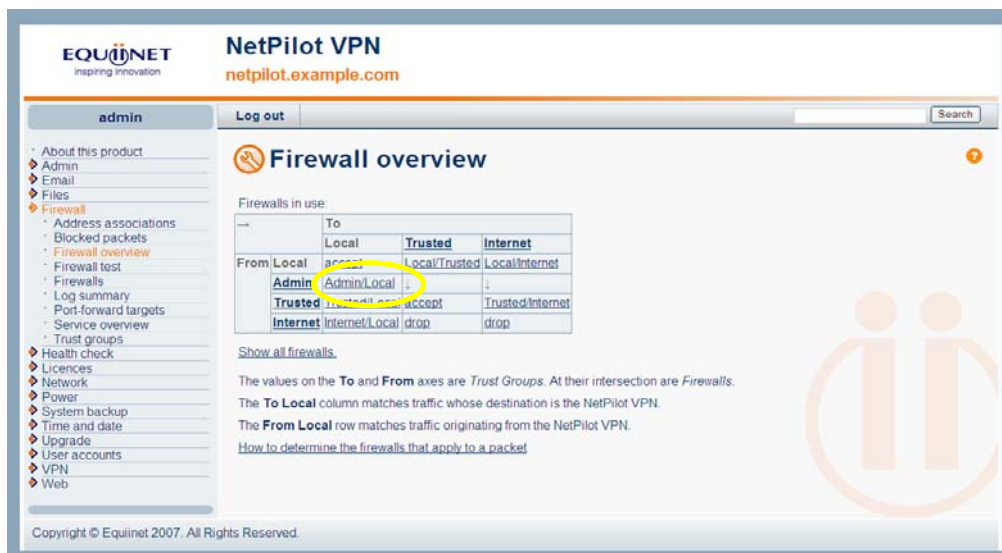 EQUiiNET
inspiring innovation
NetPilot VPN
netpilot.example.com
admin
Log out
Search
· About this product
Admin
Email
Files
Firewall
· Address associations
· Blocked packets
· Firewall overview
· Firewall test
· Firewalls
· Log summary
· Port-forward targets
· Service overview
· Trust groups
Health check
Licences
Network
Power
System backup
Time and date
Upgrade
User accounts
VPN
Web
Firewall overview
?
Firewalls in use:
→ To
Local Trusted Internet
From Local accept Local/Trusted Local/Internet
Admin Admin/Local ↓ ↓
Trusted Trusted/Local accept Trusted/Internet
Internet Internet/Local drop drop
Show all firewalls.
The values on the To and From axes are Trust Groups. At their intersection are Firewalls.
The To Local column matches traffic whose destination is the NetPilot VPN.
The From Local row matches traffic originating from the NetPilot VPN.
How to determine the firewalls that apply to a packet
Copyright © Equiinet 2007. All Rights Reserved.